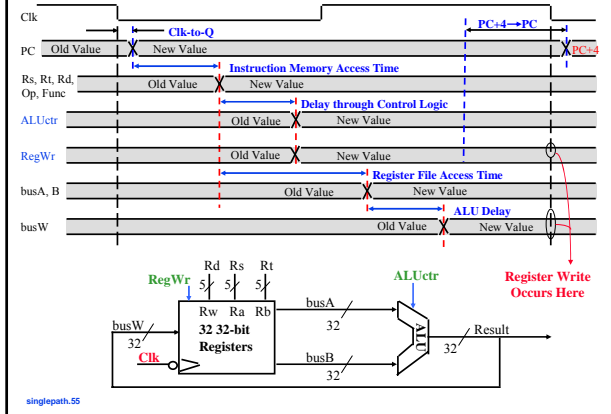 Clk
Clk-to-Q
PC+4→PC
PC Old Value New Value PC+4
Instruction Memory Access Time
Rs, Rt, Rd,
Op, Func
Old Value New Value
Delay through Control Logic
ALUctr Old Value New Value
RegWr Old Value New Value
Register File Access Time
busA, B Old Value New Value
ALU Delay
busW Old Value New Value
Register Write
Occurs Here
RegWr Rd Rs Rt ALUctr
5 5 5
Rw Ra Rb
busA
32
busW
32
32 32-bit
Registers
Clk
busB
32
ALU
Result
32
singlepath.55